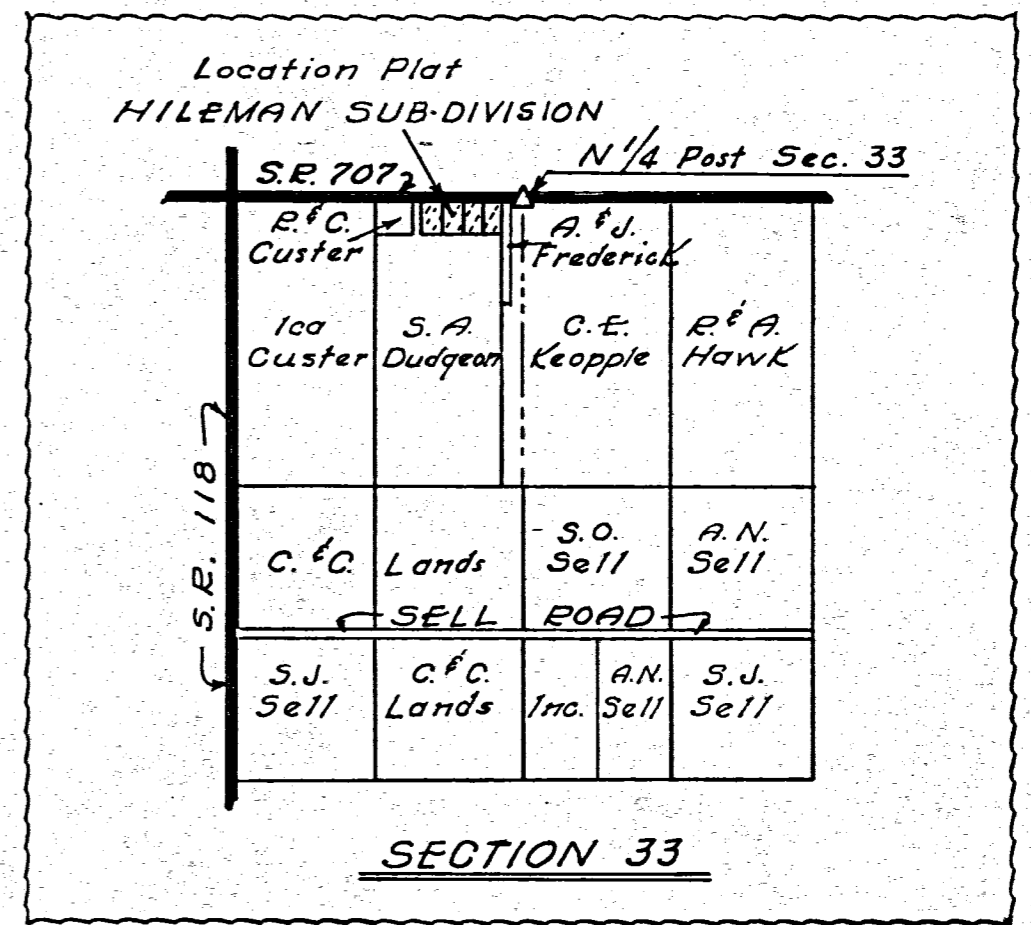 Location Plat
HILEMAN SUB-DIVISION
N 1/4 Post Sec. 33
S.R. 707
R. & C.
Custer
A. & J.
Frederick
Ica
Custer
S. A.
Dudgeon
C. E.
Keopple
R. & A.
Hawk
S.R. 118
C. & C. Lands
S. O.
Sell
A. N.
Sell
SELL ROAD
S. J.
Sell
C. & C.
Lands
Inc.
A.N.
Sell
S. J.
Sell
SECTION 33